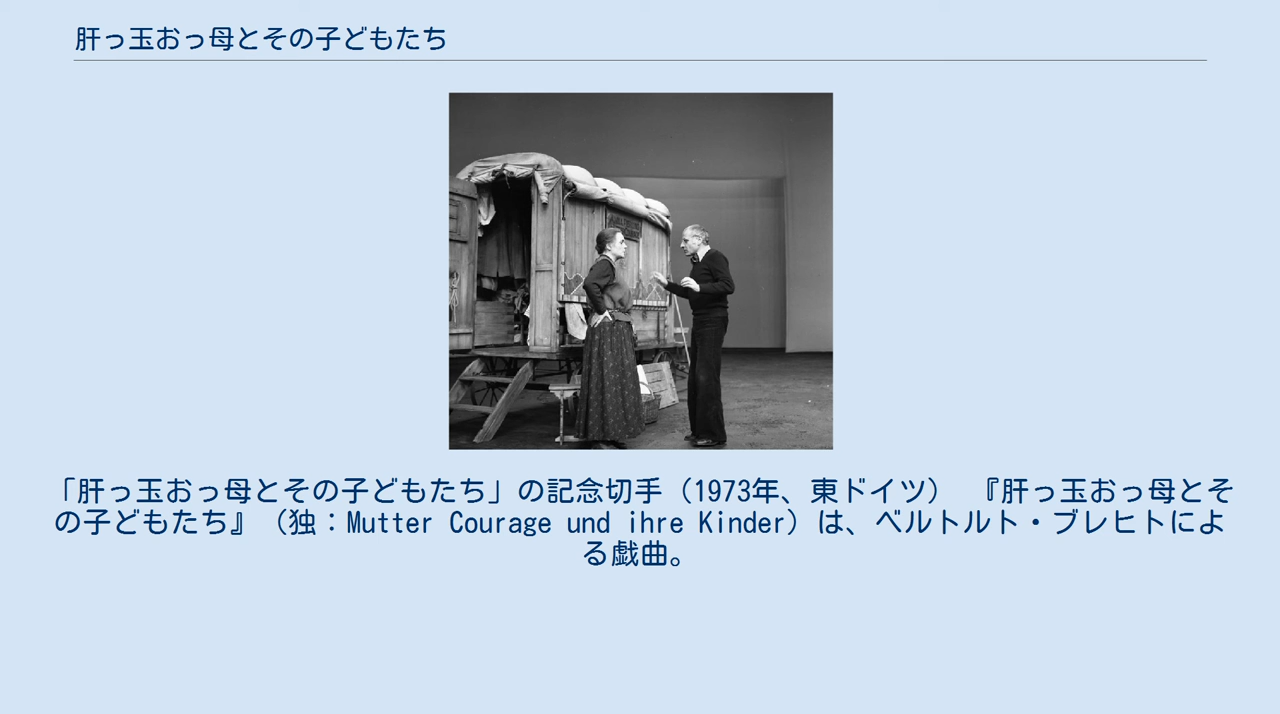 肝っ玉おっ母とその子どもたち
「肝っ玉おっ母とその子どもたち」の記念切手（1973年、東ドイツ）　『肝っ玉おっ母とそ
の子どもたち』（独：Mutter Courage und ihre Kinder）は、ベルトルト・ブレヒトによ
る戯曲。